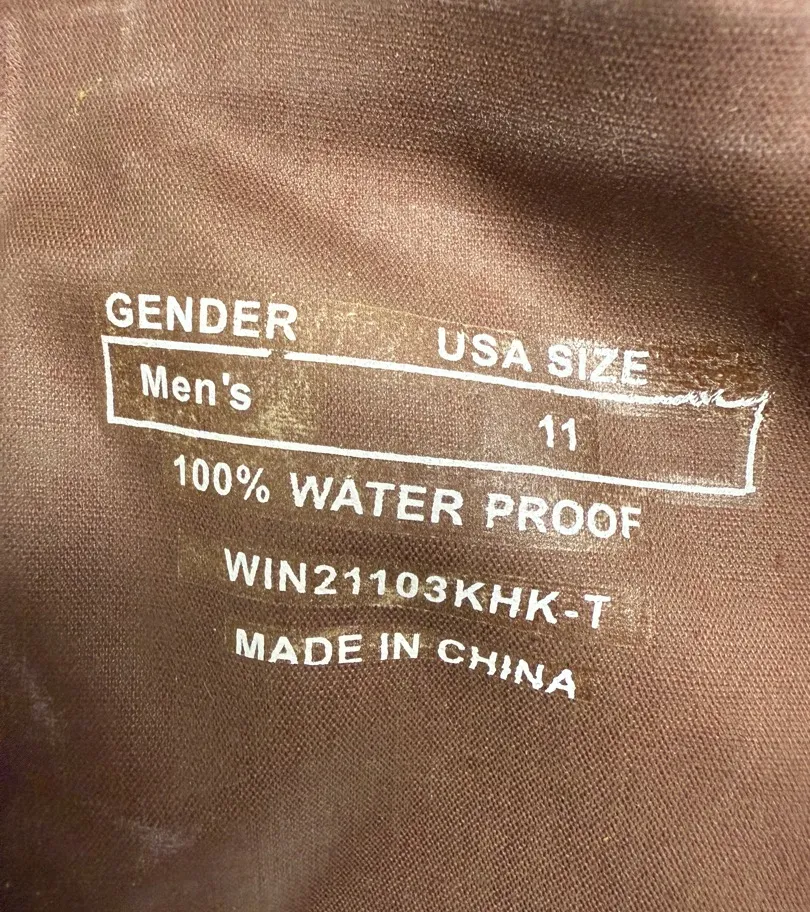 GENDER USA SIZE
Men's 11
100% WATER PROOF
WIN21103KHK-T
MADE IN CHINA